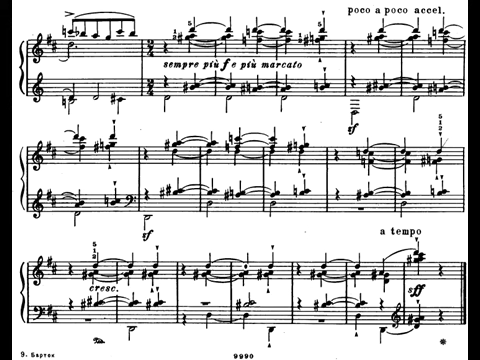 poco a poco accel.
sempre più f e più marcato
sf
sf
a tempo
cresc.
sff
9. Барток
9990